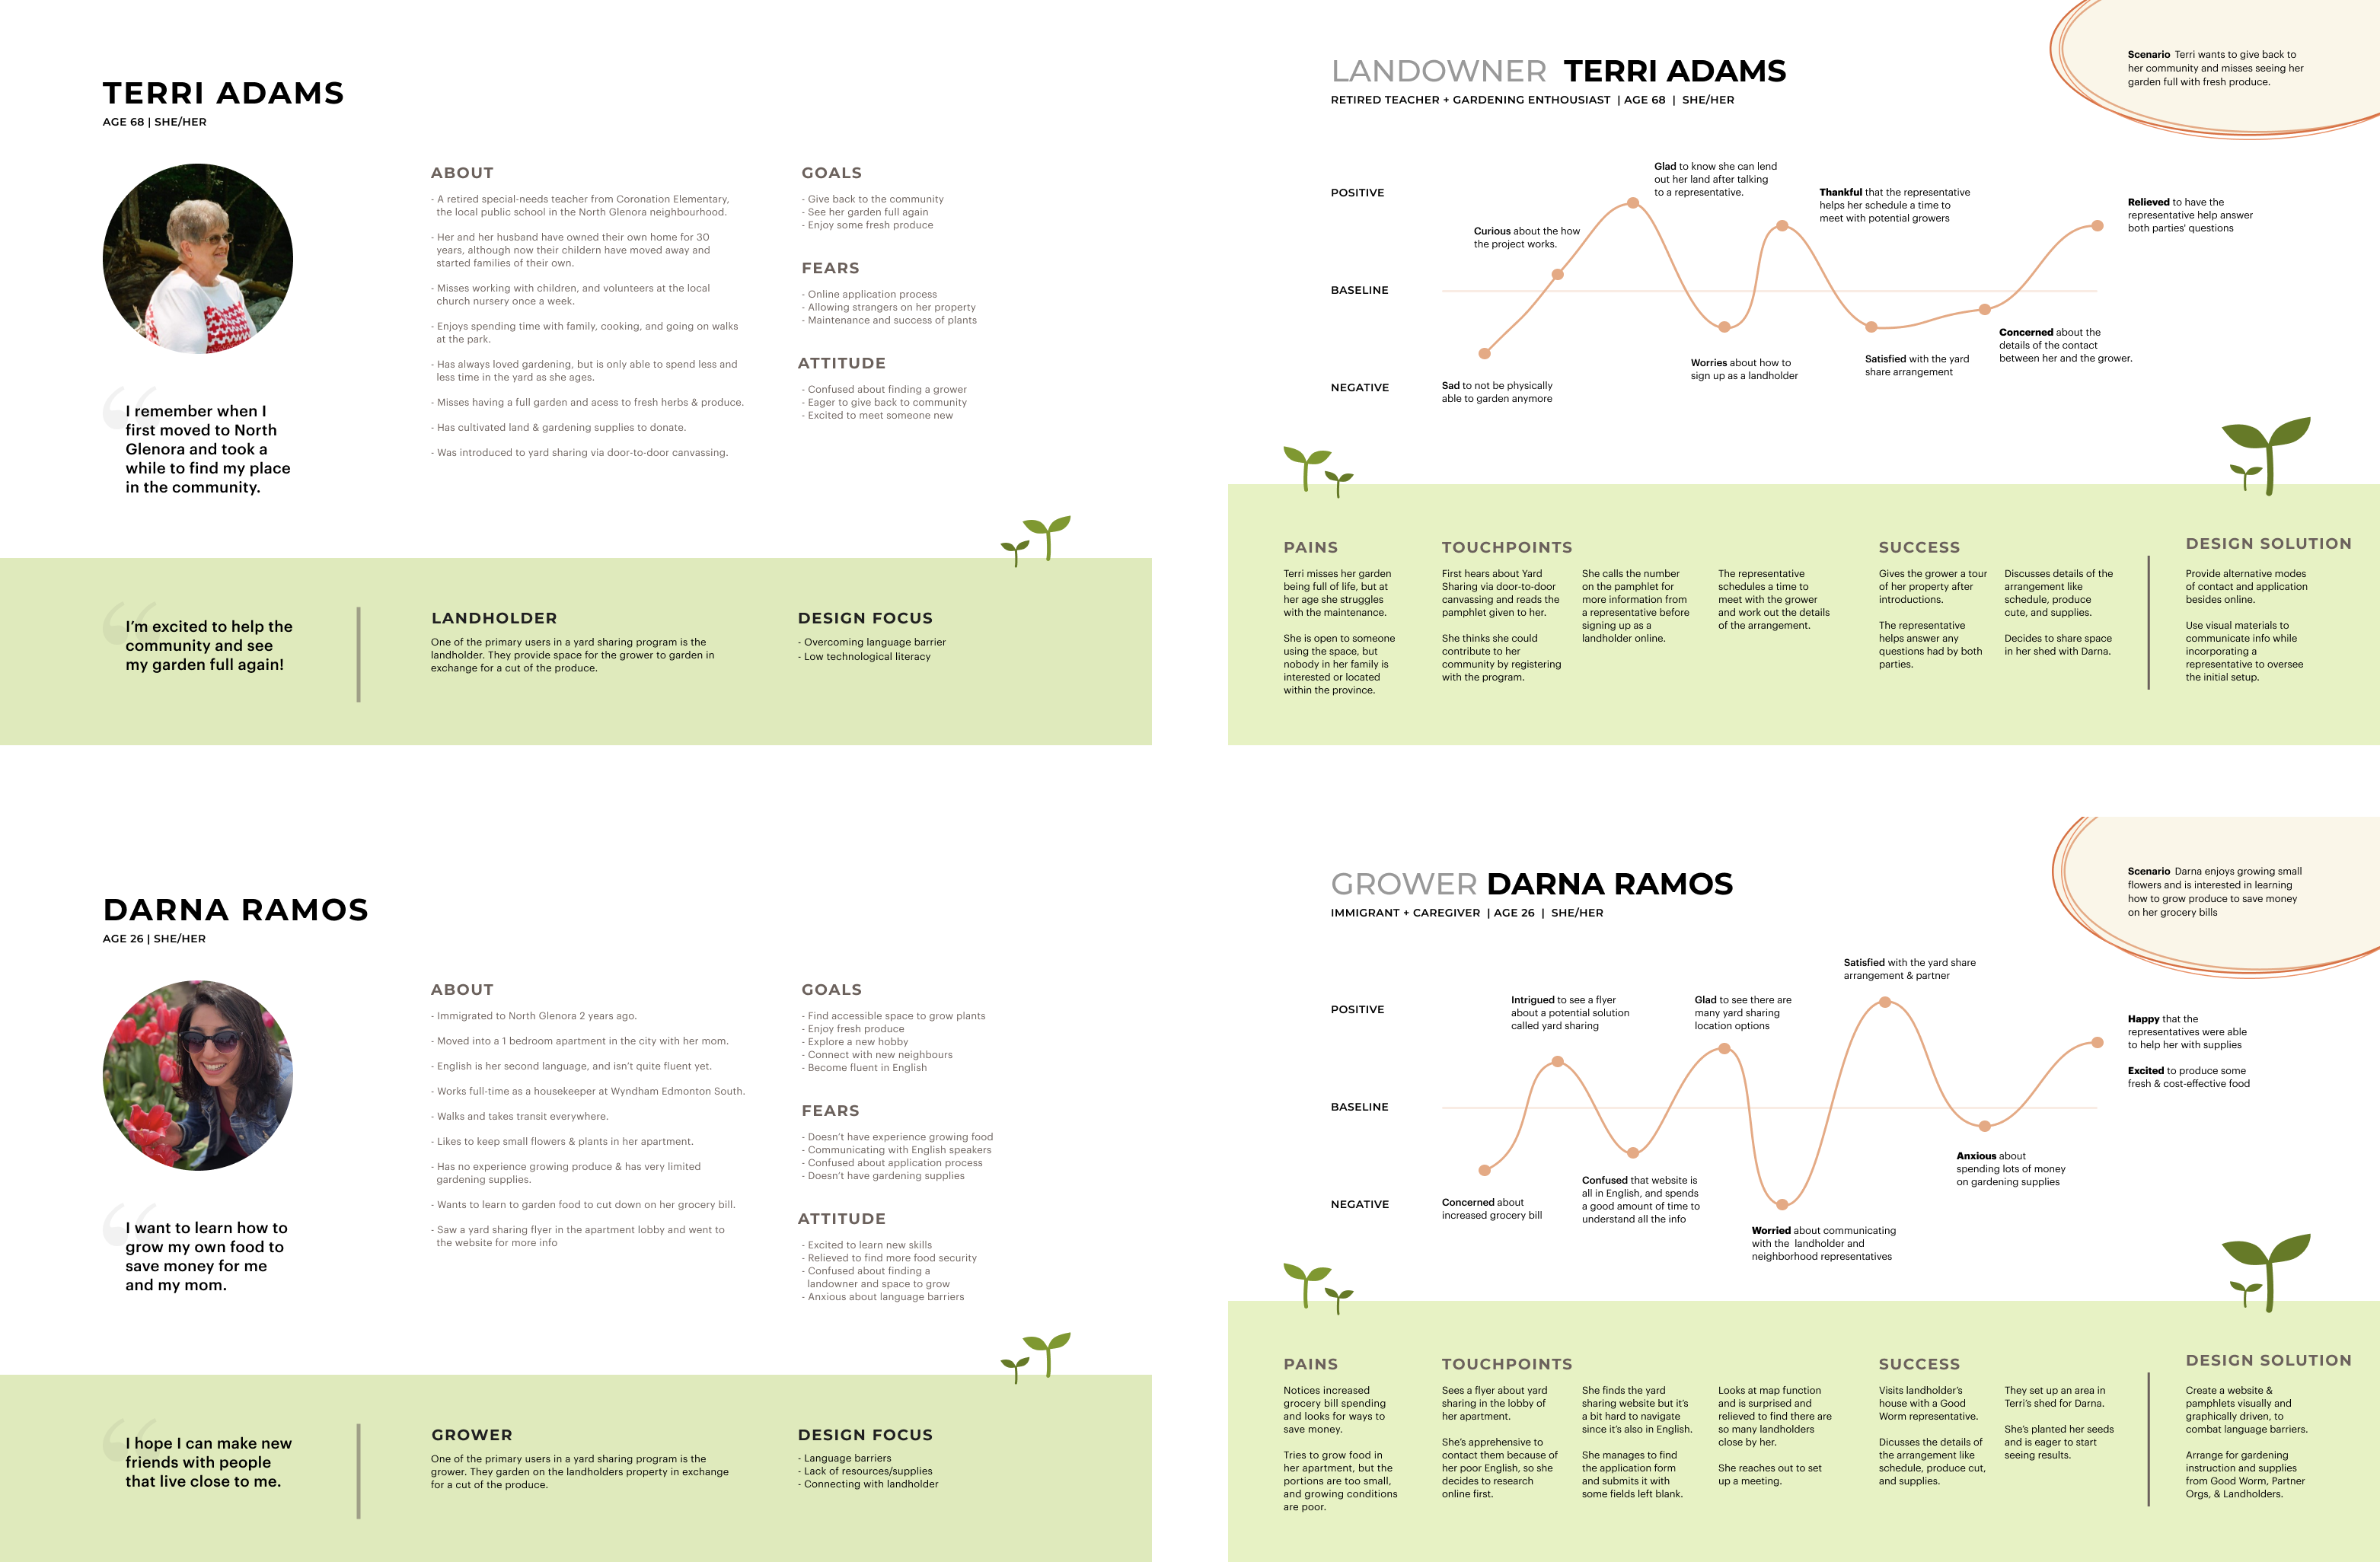 TERRI ADAMS
AGE 68 | SHE/HER
I remember when I
first moved to North
Glenora and took a
while to find my place
in the community.
ABOUT
- A retired special-needs teacher from Coronation Elementary,
the local public school in the North Glenora neighbourhood.
- Her and her husband have owned their own home for 30
years, although now their childern have moved away and
started families of their own.
- Misses working with children, and volunteers at the local
church nursery once a week.
- Enjoys spending time with family, cooking, and going on walks
at the park.
- Has always loved gardening, but is only able to spend less and
less time in the yard as she ages.
- Misses having a full garden and acess to fresh herbs & produce.
- Has cultivated land & gardening supplies to donate.
- Was introduced to yard sharing via door-to-door canvassing.
GOALS
- Give back to the community
- See her garden full again
- Enjoy some fresh produce
FEARS
- Online application process
- Allowing strangers on her property
- Maintenance and success of plants
ATTITUDE
- Confused about finding a grower
- Eager to give back to community
- Excited to meet someone new
I'm excited to help the
community and see
my garden full again!
LANDHOLDER
One of the primary users in a yard sharing program is the
landholder. They provide space for the grower to garden in
exchange for a cut of the produce.
DESIGN FOCUS
- Overcoming language barrier
- Low technological literacy
LANDOWNER TERRI ADAMS
RETIRED TEACHER + GARDENING ENTHOUSIAST | AGE 68 | SHE/HER
Scenario Terri wants to give back to
her community and misses seeing her
garden full with fresh produce.
POSITIVE
BASELINE
NEGATIVE
Sad to not be physically
able to garden anymore
Curious about the how
the project works.
Glad to know she can lend
out her land after talking
to a representative.
Worries about how to
sign up as a landholder
Thankful that the representative
helps her schedule a time to
meet with potential growers
Satisfied with the yard
share arrangement
Concerned about the
details of the contact
between her and the grower.
Relieved to have the
representative help answer
both parties' questions
PAINS
Terri misses her garden
being full of life, but at
her age she struggles
with the maintenance.
She is open to someone
using the space, but
nobody in her family is
interested or located
within the province.
TOUCHPOINTS
First hears about Yard
Sharing via door-to-door
canvassing and reads the
pamphlet given to her.
She thinks she could
contribute to her
community by registering
with the program.
She calls the number
on the pamphlet for
more information from
a representative before
signing up as a
landholder online.
The representative
schedules a time to
meet with the grower
and work out the details
of the arrangement.
SUCCESS
Gives the grower a tour
of her property after
introductions.
The representative
helps answer any
questions had by both
parties.
Discusses details of the
arrangement like
schedule, produce
cute, and supplies.
Decides to share space
in her shed with Darna.
DESIGN SOLUTION
Provide alternative modes
of contact and application
besides online.
Use visual materials to
communicate info while
incorporating a
representative to oversee
the initial setup.
DARNA RAMOS
AGE 26 | SHE/HER
I want to learn how to
grow my own food to
save money for me
and my mom.
ABOUT
- Immigrated to North Glenora 2 years ago.
- Moved into a 1 bedroom apartment in the city with her mom.
- English is her second language, and isn't quite fluent yet.
- Works full-time as a housekeeper at Wyndham Edmonton South.
- Walks and takes transit everywhere.
- Likes to keep small flowers & plants in her apartment.
- Has no experience growing produce & has very limited
gardening supplies.
- Wants to learn to garden food to cut down on her grocery bill.
- Saw a yard sharing flyer in the apartment lobby and went to
the website for more info
GOALS
- Find accessible space to grow plants
- Enjoy fresh produce
- Explore a new hobby
- Connect with new neighbours
- Become fluent in English
FEARS
- Doesn't have experience growing food
- Communicating with English speakers
- Confused about application process
- Doesn't have gardening supplies
ATTITUDE
- Excited to learn new skills
- Relieved to find more food security
- Confused about finding a
landowner and space to grow
- Anxious about language barriers
I hope I can make new
friends with people
that live close to me.
GROWER
One of the primary users in a yard sharing program is the
grower. They garden on the landholders property in exchange
for a cut of the produce.
DESIGN FOCUS
- Language barriers
- Lack of resources/supplies
- Connecting with landholder
GROWER DARNA RAMOS
IMMIGRANT + CAREGIVER | AGE 26 | SHE/HER
Scenario Darna enjoys growing small
flowers and is interested in learning
how to grow produce to save money
on her grocery bills
POSITIVE
BASELINE
NEGATIVE
Concerned about
increased grocery bill
Intrigued to see a flyer
about a potential solution
called yard sharing
Confused that website is
all in English, and spends
a good amount of time to
understand all the info
Glad to see there are
many yard sharing
location options
Worried about communicating
with the landholder and
neighborhood representatives
Satisfied with the yard share
arrangement & partner
Anxious about
spending lots of money
on gardening supplies
Happy that the
representatives were able
to help her with supplies
Excited to produce some
fresh & cost-effective food
PAINS
Notices increased
grocery bill spending
and looks for ways to
save money.
Tries to grow food in
her apartment, but the
portions are too small,
and growing conditions
are poor.
TOUCHPOINTS
Sees a flyer about yard
sharing in the lobby of
her apartment.
She's apprehensive to
contact them because of
her poor English, so she
decides to research
online first.
She finds the yard
sharing website but it's
a bit hard to navigate
since it's also in English.
She manages to find
the application form
and submits it with
some fields left blank.
Looks at map function
and is surprised and
relieved to find there are
so many landholders
close by her.
She reaches out to set
up a meeting.
SUCCESS
Visits landholder's
house with a Good
Worm representative.
Dicusses the details of
the arrangement like
schedule, produce cut,
and supplies.
They set up an area in
Terri's shed for Darna.
She's planted her seeds
and is eager to start
seeing results.
DESIGN SOLUTION
Create a website &
pamphlets visually and
graphically driven, to
combat language barriers.
Arrange for gardening
instruction and supplies
from Good Worm, Partner
Orgs, & Landholders.